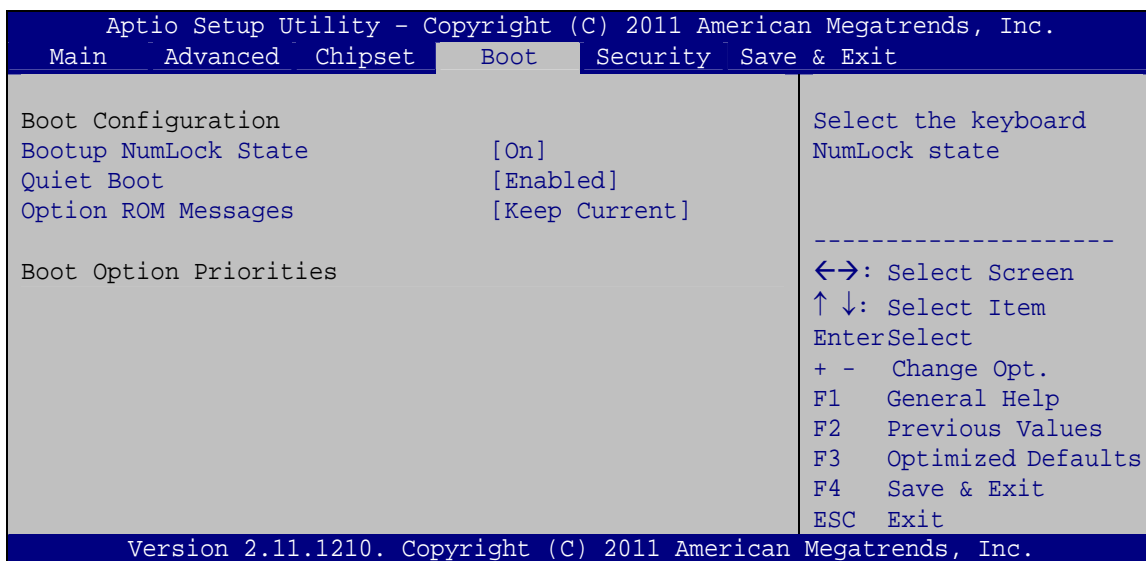 Aptio Setup Utility – Copyright (C) 2011 American Megatrends, Inc.
Main Advanced Chipset Boot Security Save & Exit
Boot Configuration
Bootup NumLock State [On]
Quiet Boot [Enabled]
Option ROM Messages [Keep Current]
Boot Option Priorities
Select the keyboard
NumLock state
---------------------
←→: Select Screen
↑ ↓: Select Item
EnterSelect
+ - Change Opt.
F1 General Help
F2 Previous Values
F3 Optimized Defaults
F4 Save & Exit
ESC Exit
Version 2.11.1210. Copyright (C) 2011 American Megatrends, Inc.